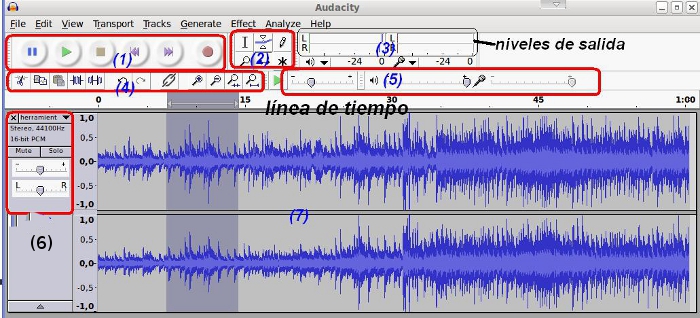 Audacity
File Edit View Transport Tracks Generate Effect Analyze Help
(1)
(2)
L
R
-24 0
L
R
-24 0
(3)
niveles de salida
(4)
(5)
0 15 30 45 1:00
línea de tiempo
herramient
Stereo, 44100Hz
16-bit PCM
Mute Solo
- +
L R
(6)
1,0
0,5
0,0
-0,5
-1,0
(7)
1,0
0,5
0,0
-0,5
-1,0